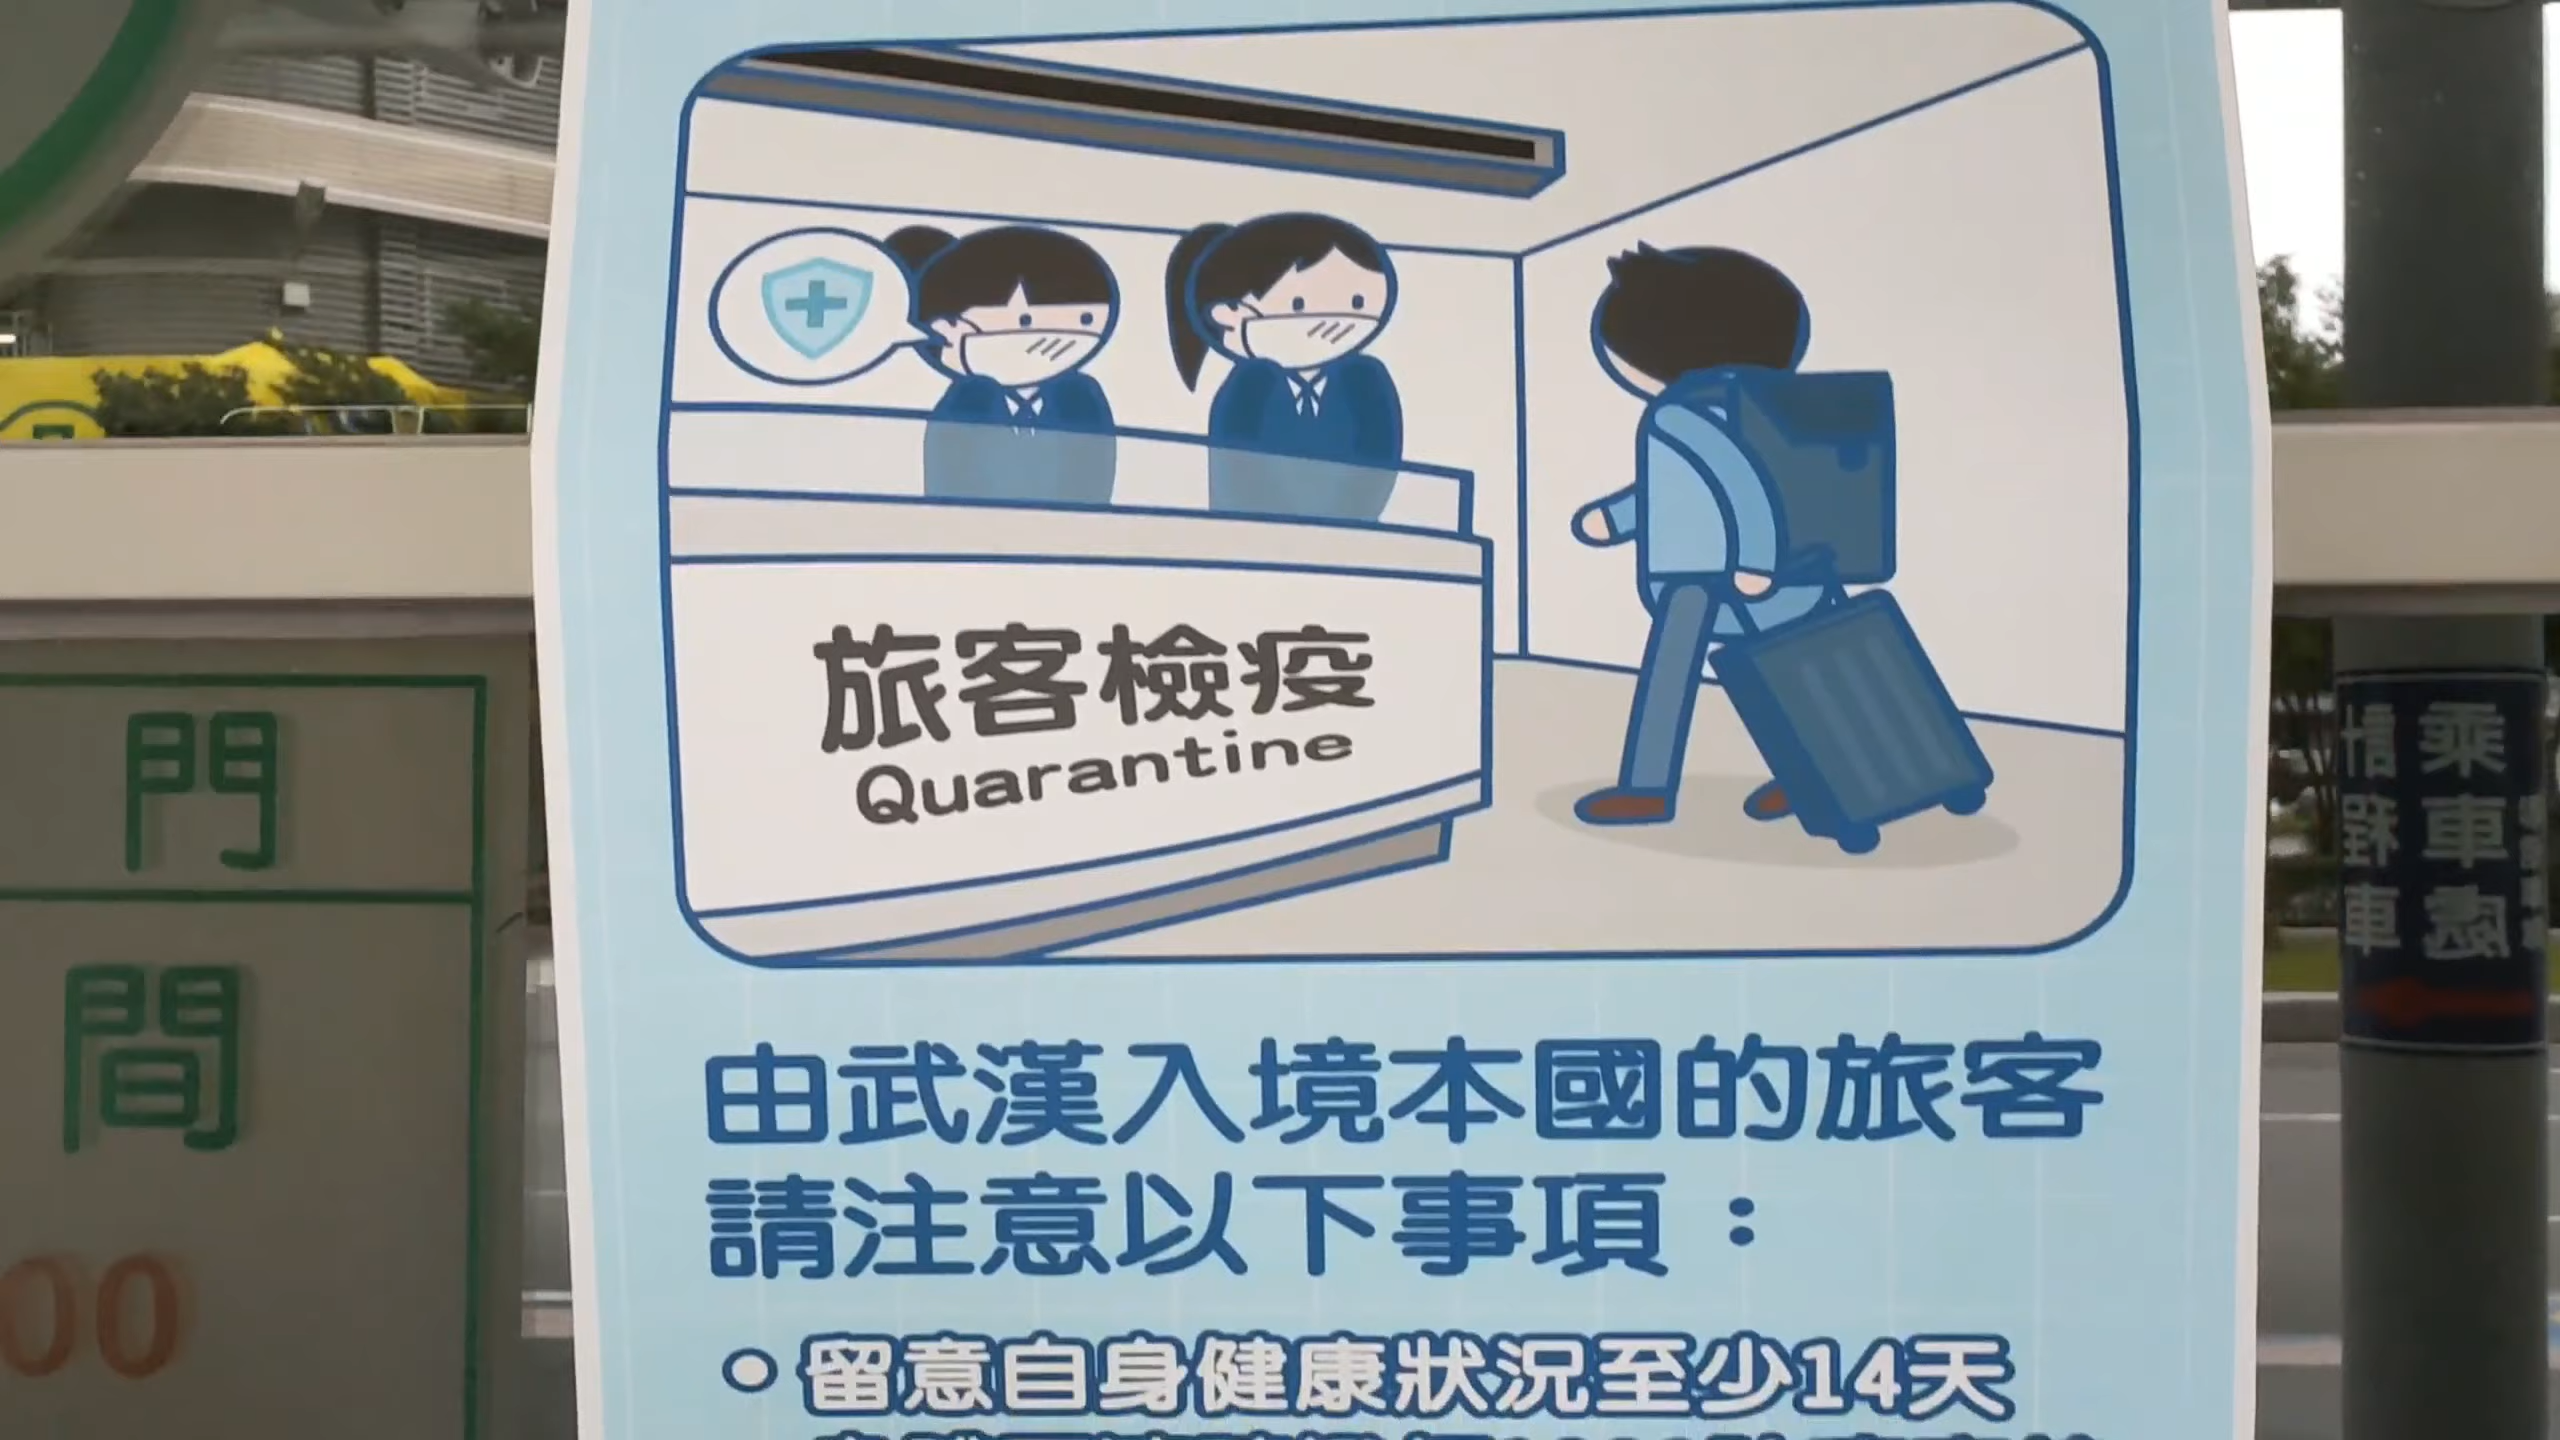 旅客檢疫
Quarantine
由武漢入境本國的旅客
請注意以下事項：
• 留意自身健康狀況至少14天
門
間
00
計程車
乘車處